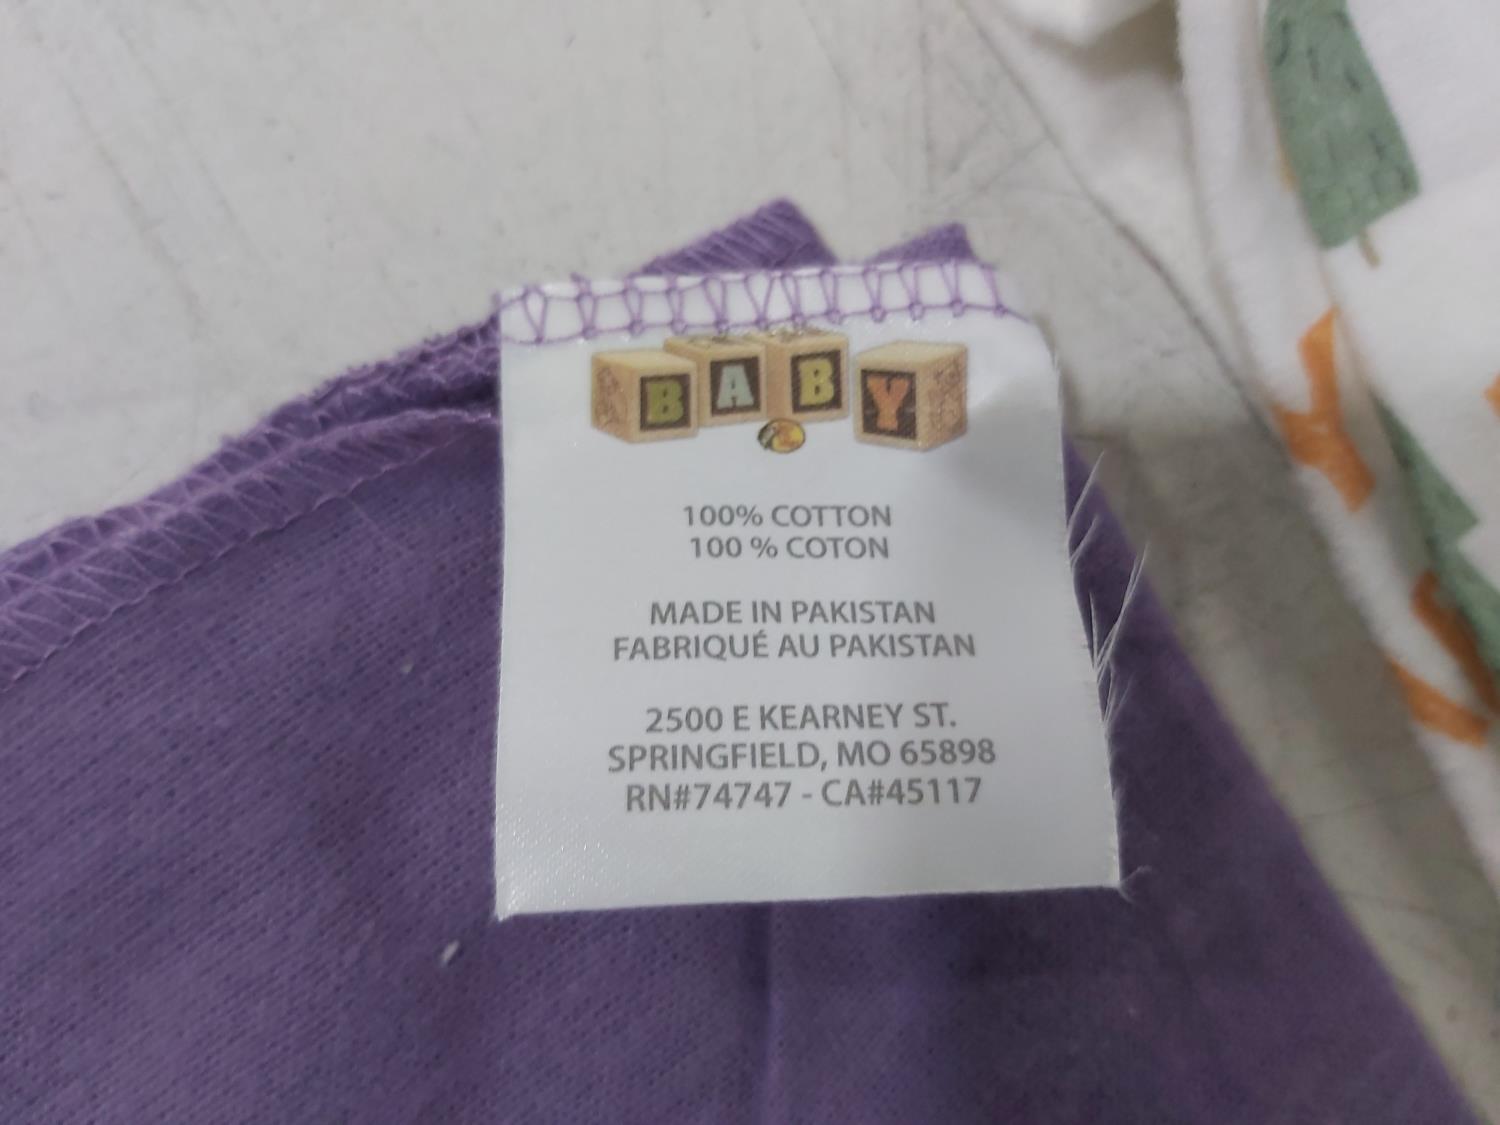 BABY
100% COTTON
100 % COTON
MADE IN PAKISTAN
FABRIQUÉ AU PAKISTAN
2500 E KEARNEY ST.
SPRINGFIELD, MO 65898
RN#74747 - CA#45117